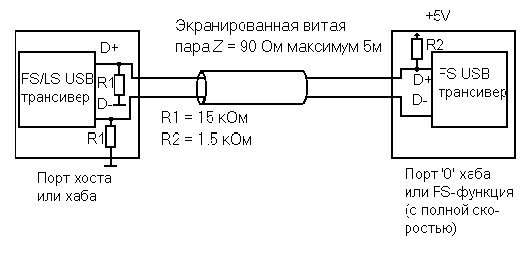 +5V
Экранированная витая
пара Z = 90 Ом максимум 5м
R2
D+
FS/LS USB
трансивер
R1
D-
R1
D+
D-
FS USB
трансивер
R1 = 15 кОм
R2 = 1.5 кОм
Порт хоста
или хаба
Порт '0' хаба
или FS-функция
(с полной ско-
ростью)